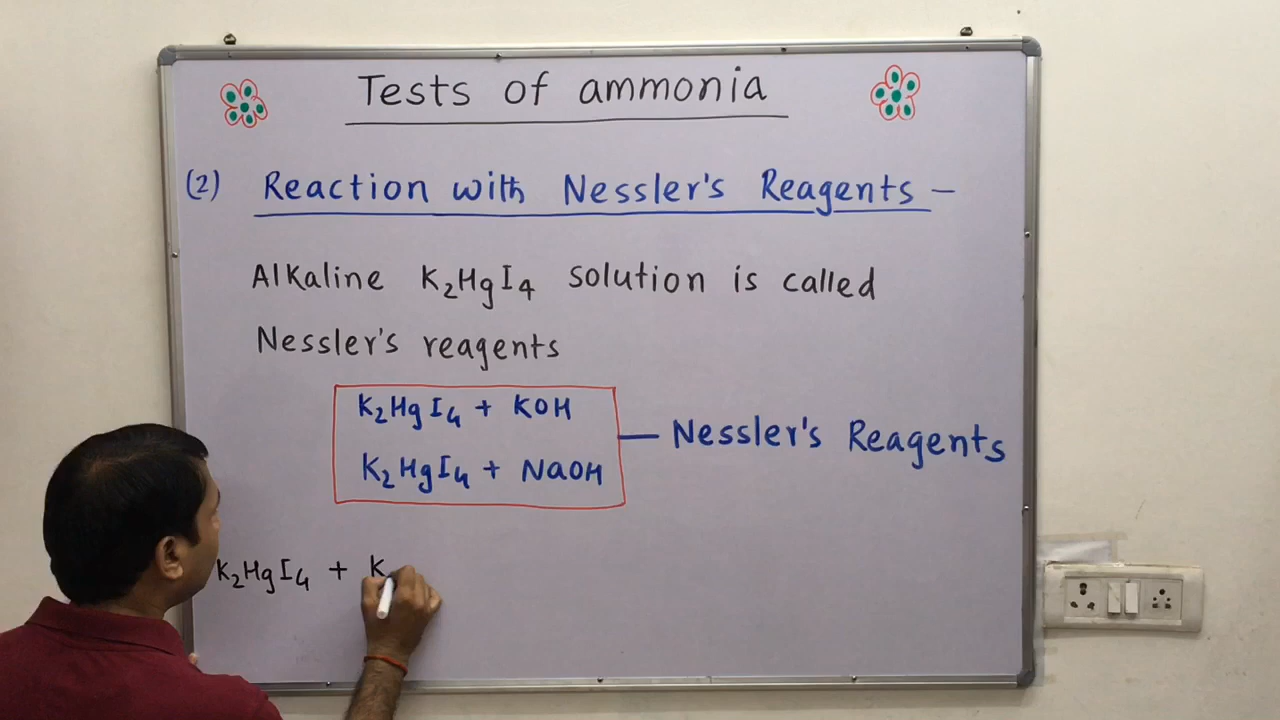 Tests of ammonia
(2) Reaction with Nessler's Reagents –
Alkaline K₂HgI₄ solution is called
Nessler's reagents
K₂HgI₄ + KOH
K₂HgI₄ + NaOH
— Nessler's Reagents
K₂HgI₄ + K